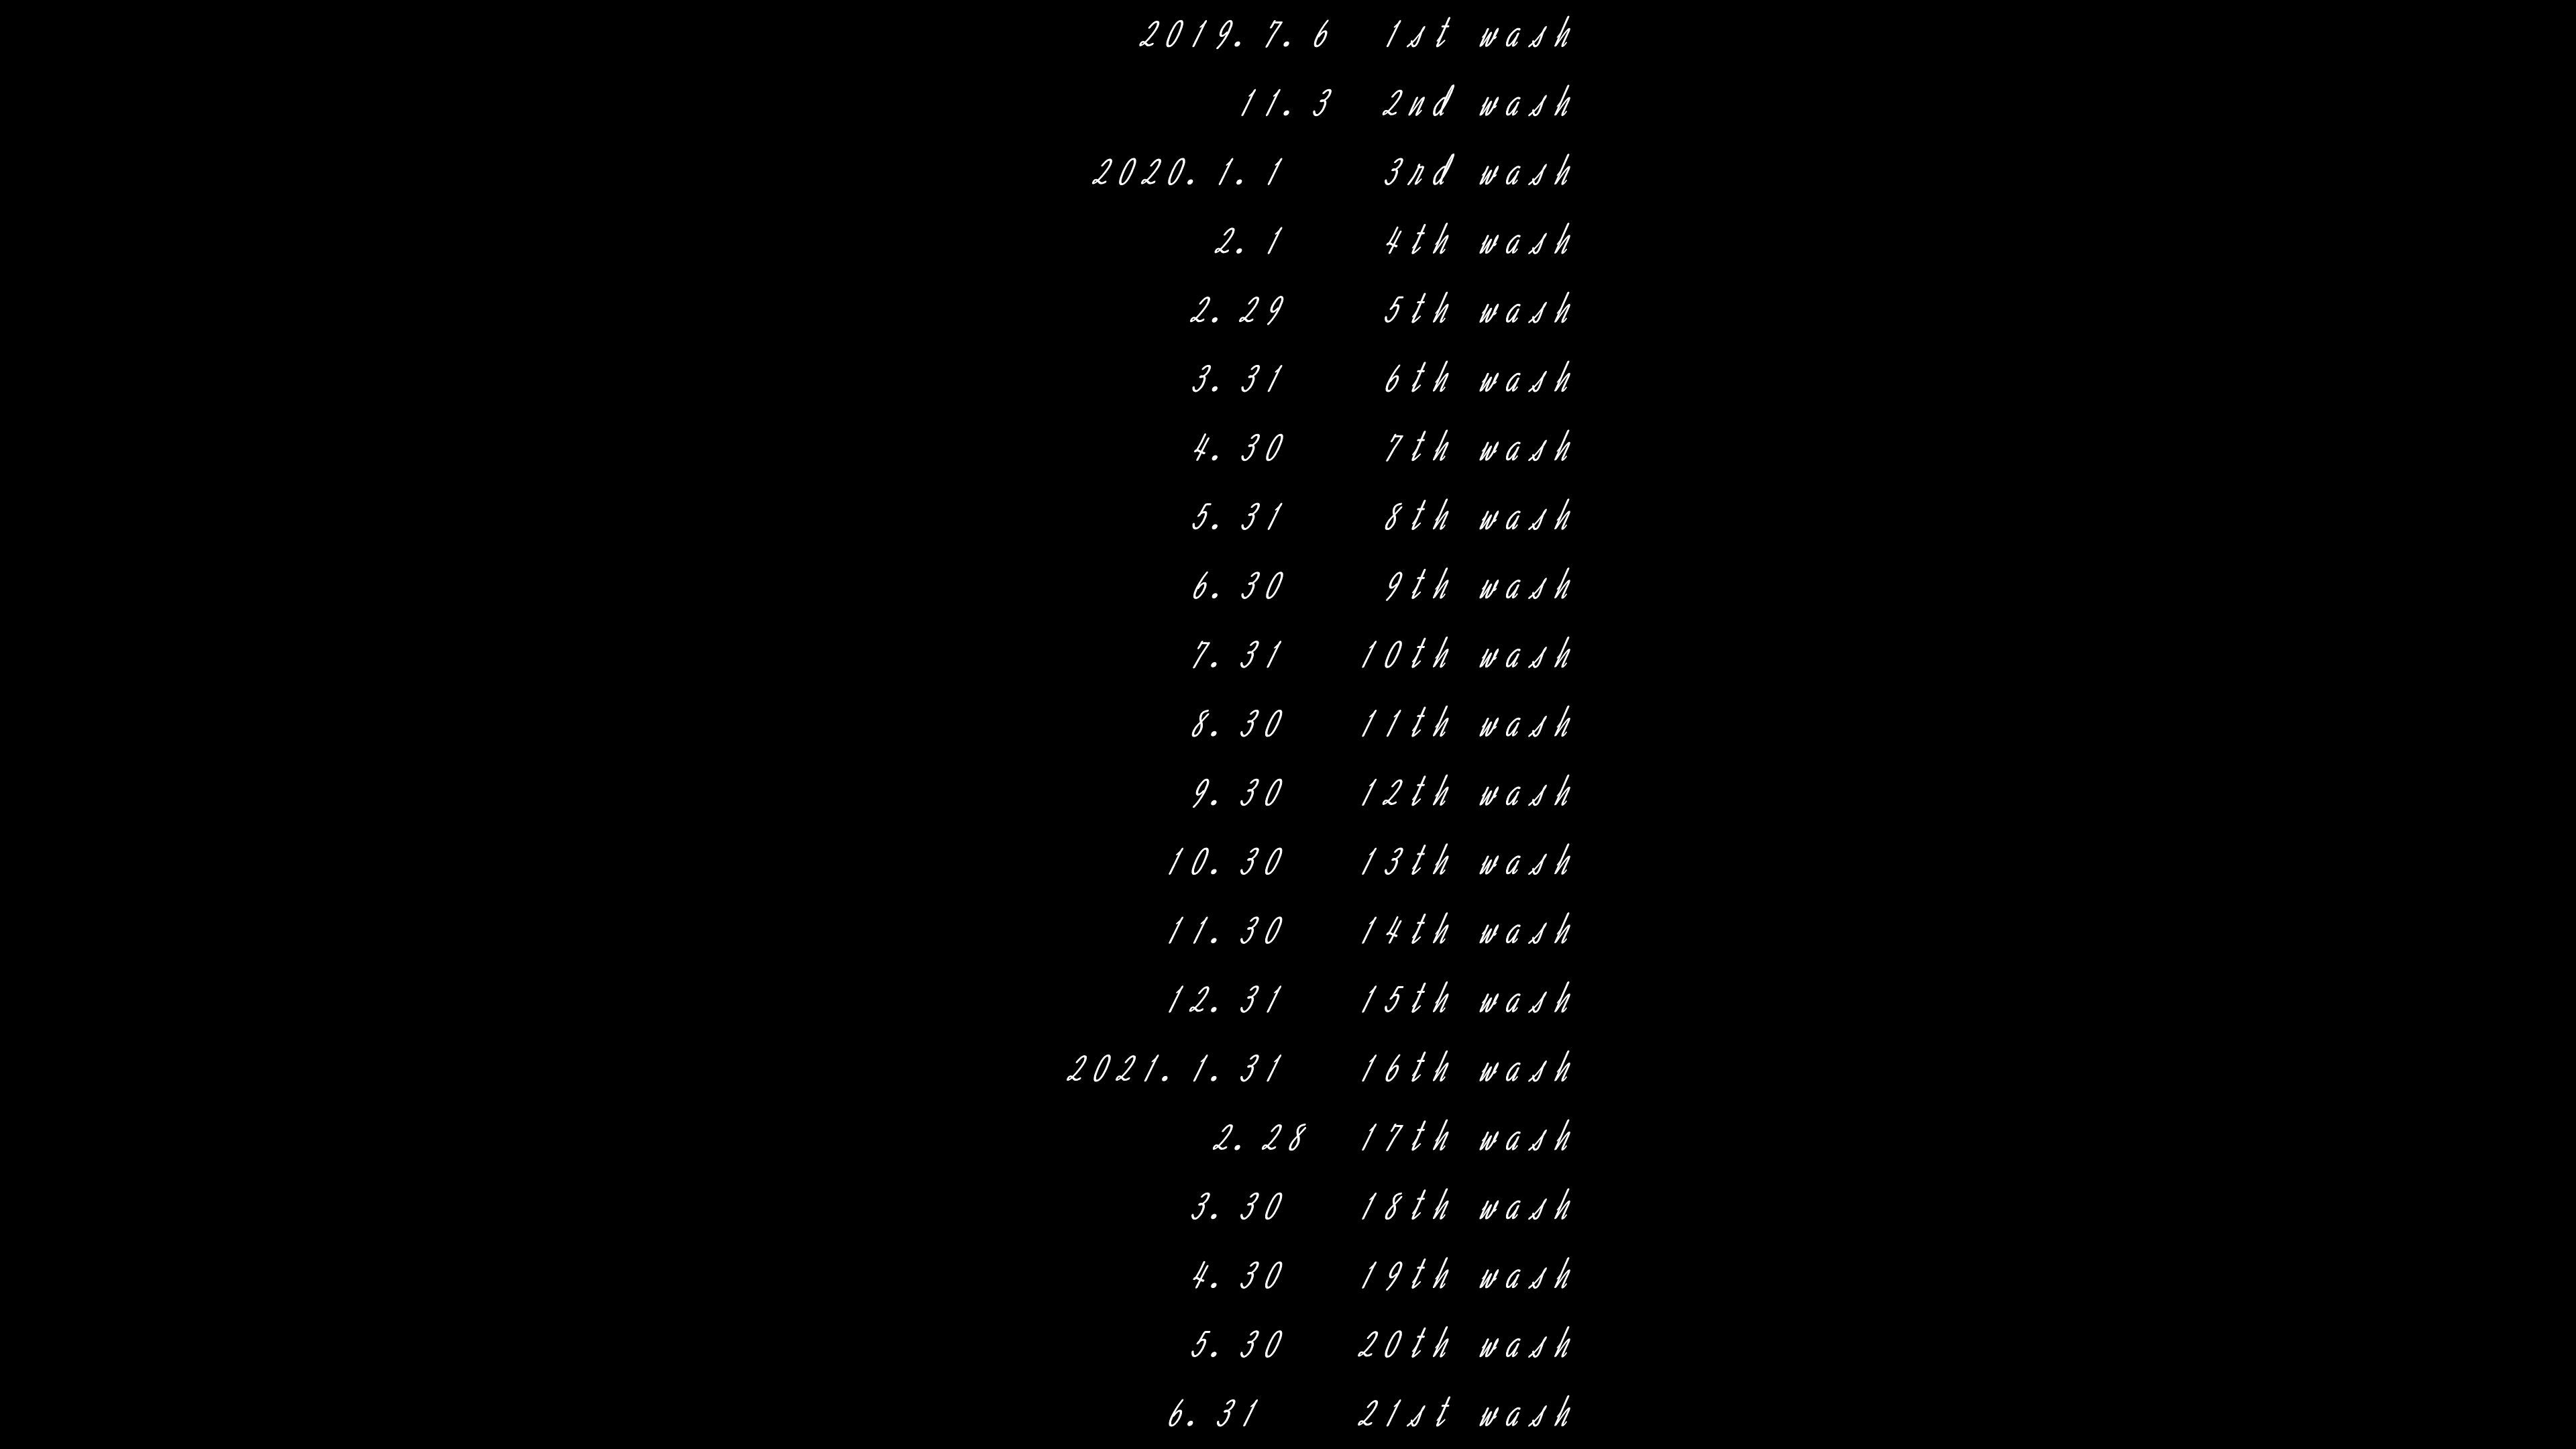 2019.7.6 1st wash
11.3 2nd wash
2020.1.1 3rd wash
2.1 4th wash
2.29 5th wash
3.31 6th wash
4.30 7th wash
5.31 8th wash
6.30 9th wash
7.31 10th wash
8.30 11th wash
9.30 12th wash
10.30 13th wash
11.30 14th wash
12.31 15th wash
2021.1.31 16th wash
2.28 17th wash
3.30 18th wash
4.30 19th wash
5.30 20th wash
6.31 21st wash